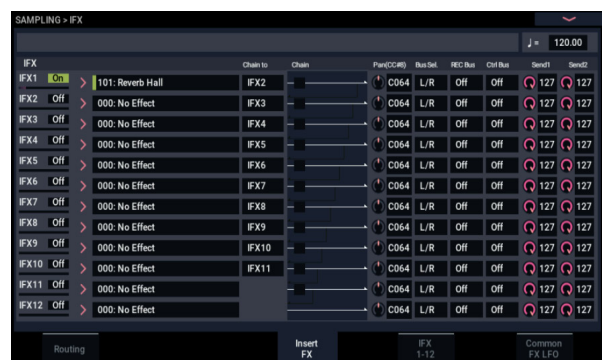 SAMPLING > IFX
♩ = 120.00
IFX Chain to Chain Pan(CC#8) Bus Sel. REC Bus Ctrl Bus Send1 Send2
IFX1 On 101: Reverb Hall IFX2 C064 L/R Off Off 127 127
IFX2 Off 000: No Effect IFX3 C064 L/R Off Off 127 127
IFX3 Off 000: No Effect IFX4 C064 L/R Off Off 127 127
IFX4 Off 000: No Effect IFX5 C064 L/R Off Off 127 127
IFX5 Off 000: No Effect IFX6 C064 L/R Off Off 127 127
IFX6 Off 000: No Effect IFX7 C064 L/R Off Off 127 127
IFX7 Off 000: No Effect IFX8 C064 L/R Off Off 127 127
IFX8 Off 000: No Effect IFX9 C064 L/R Off Off 127 127
IFX9 Off 000: No Effect IFX10 C064 L/R Off Off 127 127
IFX10 Off 000: No Effect IFX11 C064 L/R Off Off 127 127
IFX11 Off 000: No Effect C064 L/R Off Off 127 127
IFX12 Off 000: No Effect C064 L/R Off Off 127 127
Routing Insert FX IFX 1-12 Common FX LFO